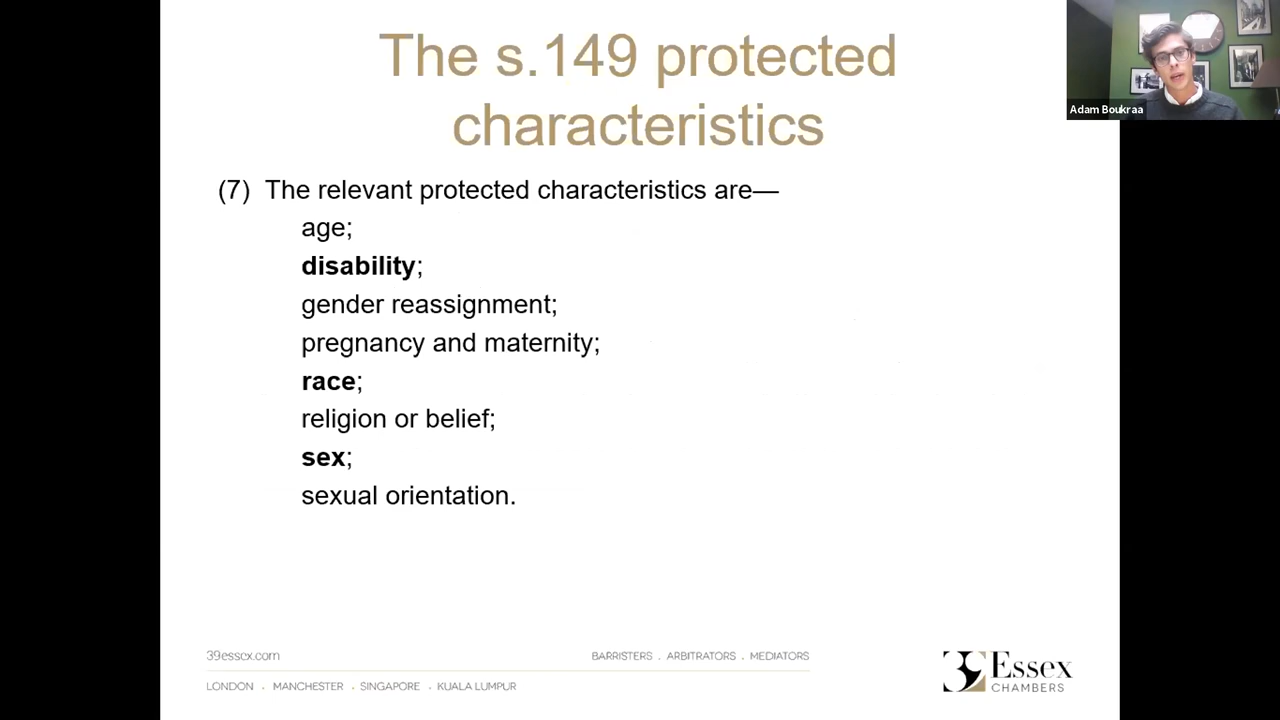 The s.149 protected
characteristics
Adam Boukraa
(7) The relevant protected characteristics are—
age;
disability;
gender reassignment;
pregnancy and maternity;
race;
religion or belief;
sex;
sexual orientation.
39essex.com
BARRISTERS . ARBITRATORS . MEDIATORS
LONDON . MANCHESTER . SINGAPORE . KUALA LUMPUR
39 Essex
CHAMBERS